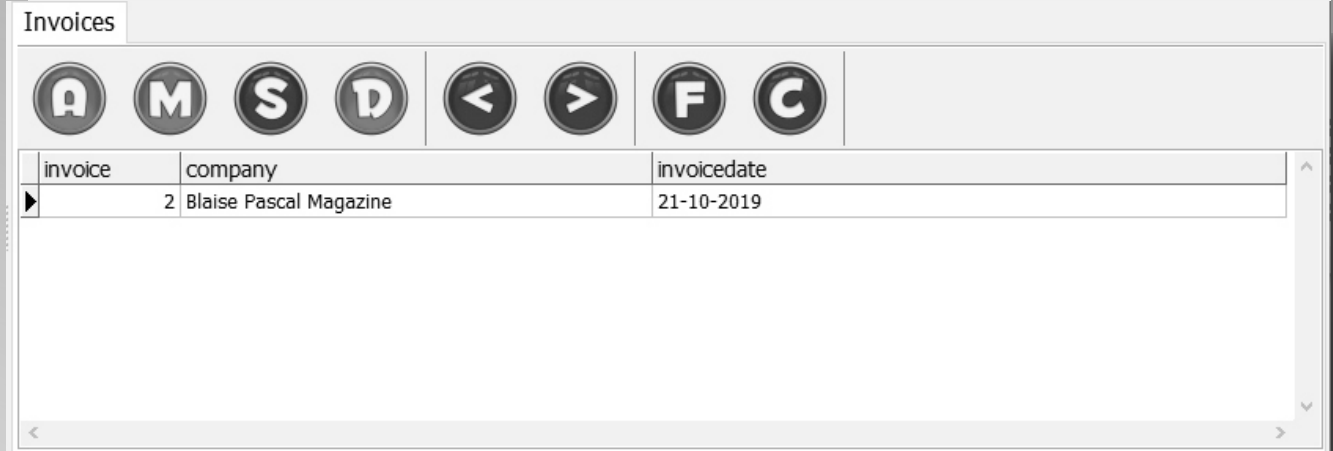 Invoices
A M S D < > F C
invoice company invoicedate
2 Blaise Pascal Magazine 21-10-2019